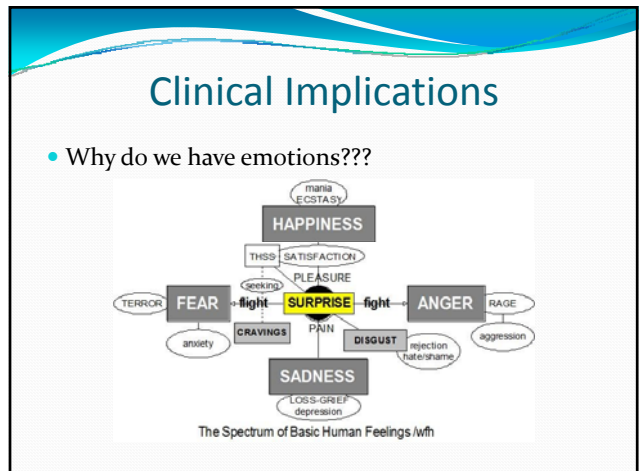 Clinical Implications
• Why do we have emotions???
mania
ECSTASY
HAPPINESS
THSS SATISFACTION
seeking PLEASURE
TERROR FEAR flight SURPRISE fight ANGER RAGE
CRAVINGS PAIN
anxiety DISGUST rejection aggression
hate/shame
SADNESS
LOSS-GRIEF
depression
The Spectrum of Basic Human Feelings /wfh